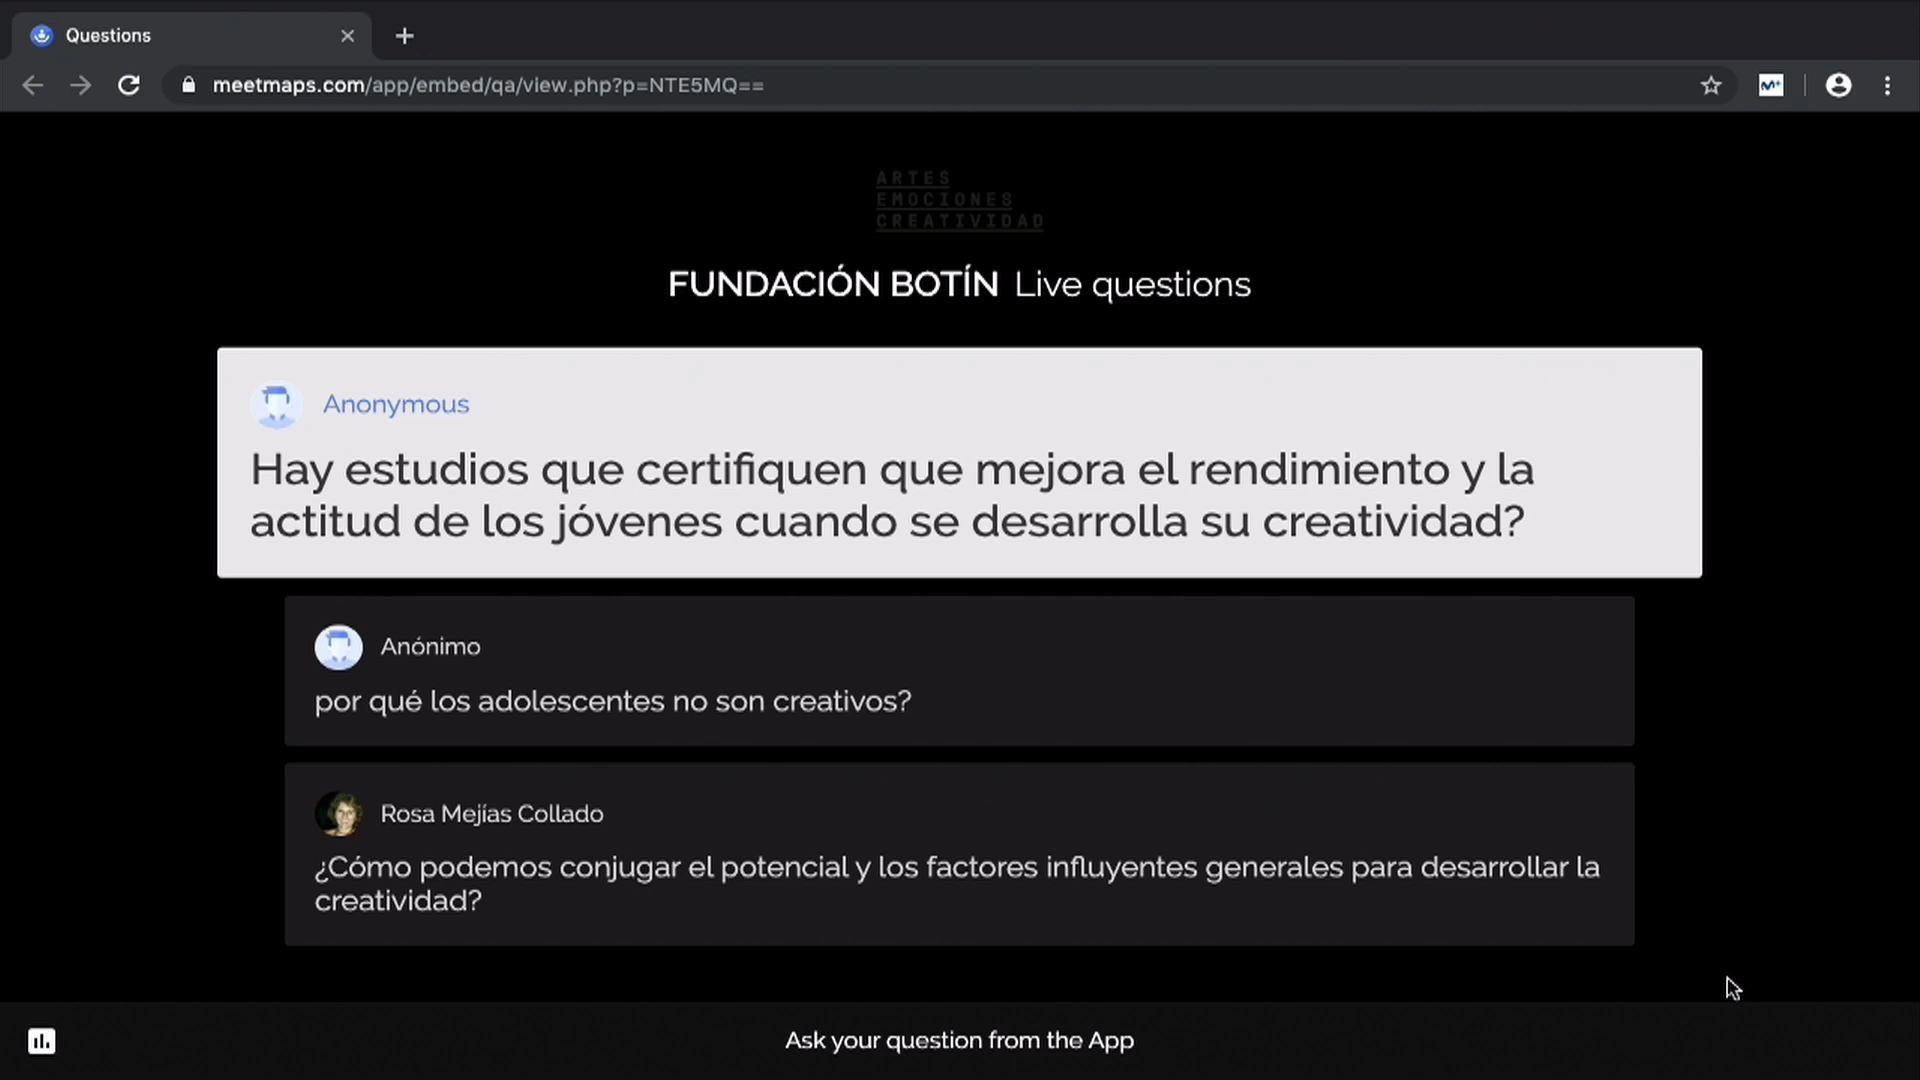 Questions
meetmaps.com/app/embed/qa/view.php?p=NTE5MQ==
ARTES
EMOCIONES
CREATIVIDAD
FUNDACIÓN BOTÍN Live questions
Anonymous
Hay estudios que certifiquen que mejora el rendimiento y la
actitud de los jóvenes cuando se desarrolla su creatividad?
Anónimo
por qué los adolescentes no son creativos?
Rosa Mejías Collado
¿Cómo podemos conjugar el potencial y los factores influyentes generales para desarrollar la
creatividad?
Ask your question from the App